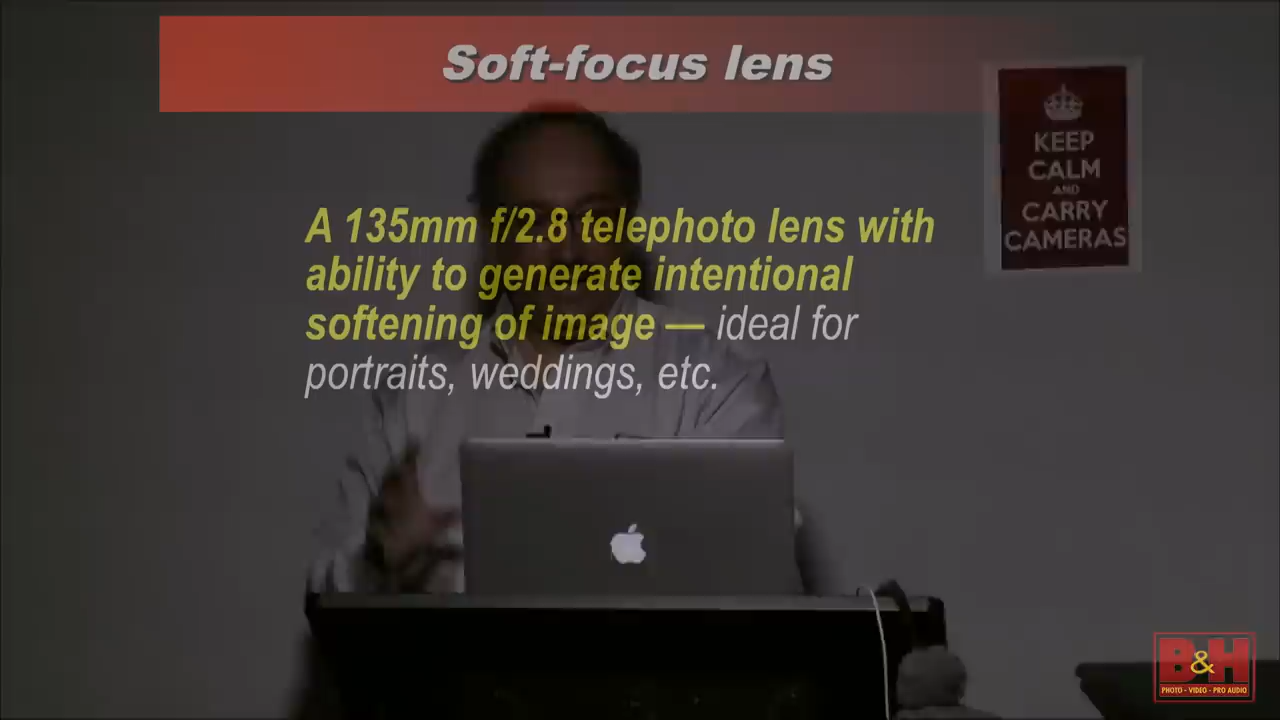 Soft-focus lens
KEEP
CALM
AND
CARRY
CAMERAS
A 135mm f/2.8 telephoto lens with
ability to generate intentional
softening of image — ideal for
portraits, weddings, etc.
B&H
PHOTO - VIDEO - PRO AUDIO